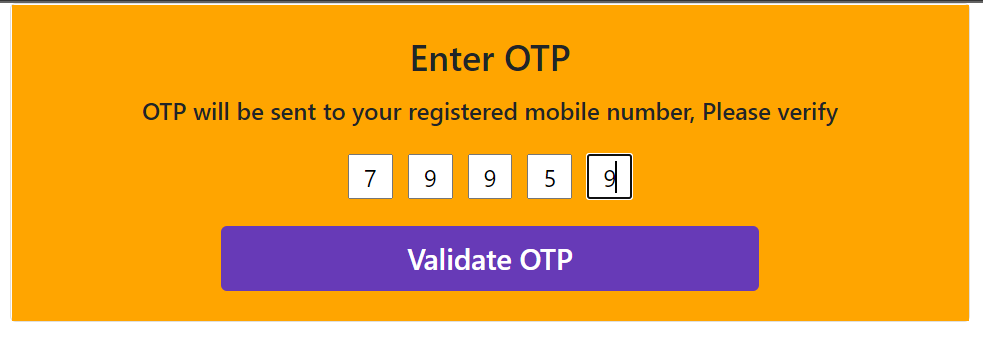 Enter OTP
OTP will be sent to your registered mobile number, Please verify
7 9 9 5 9
Validate OTP